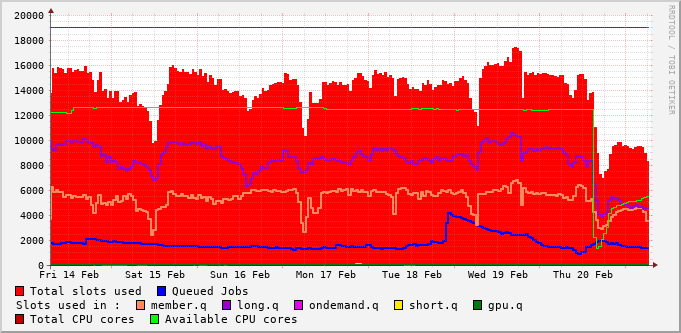 20000
18000
16000
14000
12000
10000
8000
6000
4000
2000
0
Fri 14 Feb Sat 15 Feb Sun 16 Feb Mon 17 Feb Tue 18 Feb Wed 19 Feb Thu 20 Feb
RRDTOOL / TOBI OETIKER
Total slots used Queued Jobs
Slots used in : member.q long.q ondemand.q short.q gpu.q
Total CPU cores Available CPU cores